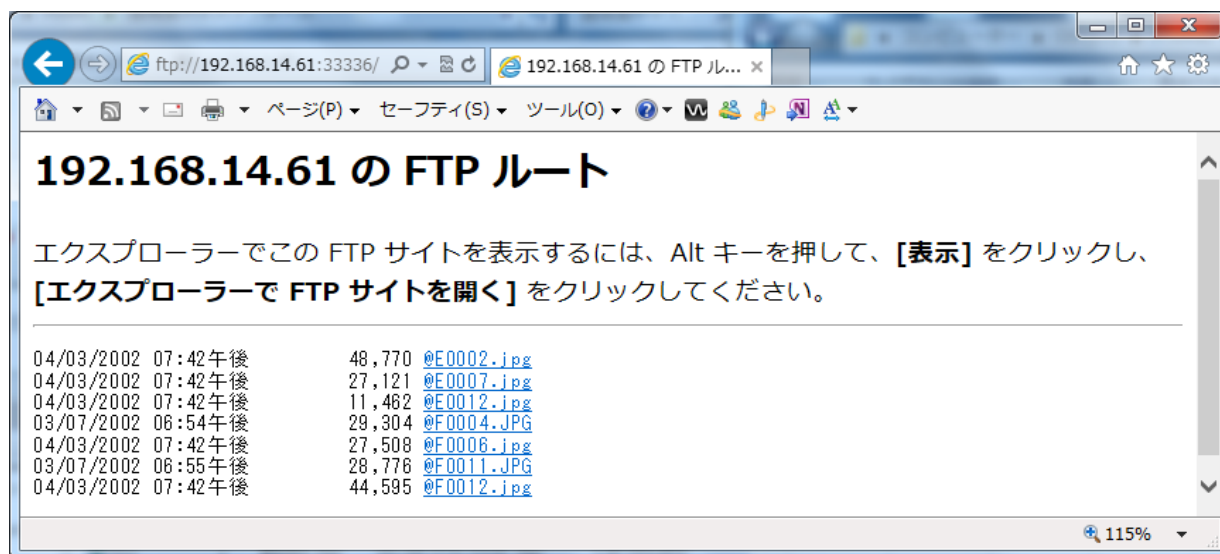 ftp://192.168.14.61:33336/
192.168.14.61 の FTP ル...
ページ(P) セーフティ(S) ツール(O)
192.168.14.61 の FTP ルート
エクスプローラーでこの FTP サイトを表示するには、Alt キーを押して、[表示] をクリックし、
[エクスプローラーで FTP サイトを開く] をクリックしてください。
04/03/2002 07:42午後 48,770 @E0002.jpg
04/03/2002 07:42午後 27,121 @E0007.jpg
04/03/2002 07:42午後 11,462 @E0012.jpg
03/07/2002 06:54午後 29,304 @F0004.JPG
04/03/2002 07:42午後 27,508 @F0006.jpg
03/07/2002 06:55午後 28,776 @F0011.JPG
04/03/2002 07:42午後 44,595 @F0012.jpg
115%